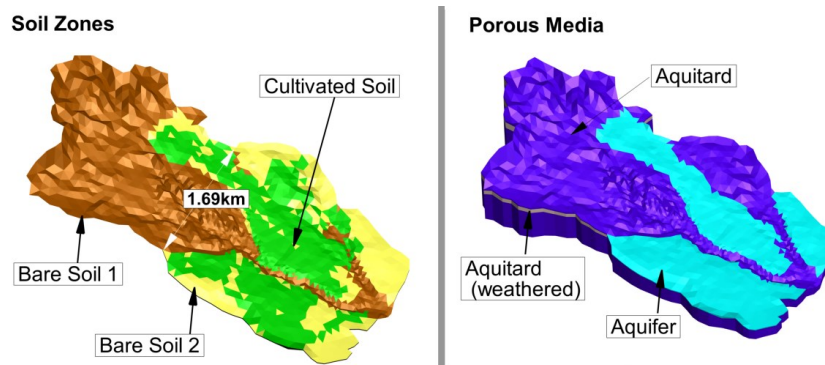 Soil Zones
Cultivated Soil
1.69km
Bare Soil 1
Bare Soil 2
Porous Media
Aquitard
Aquitard
(weathered)
Aquifer